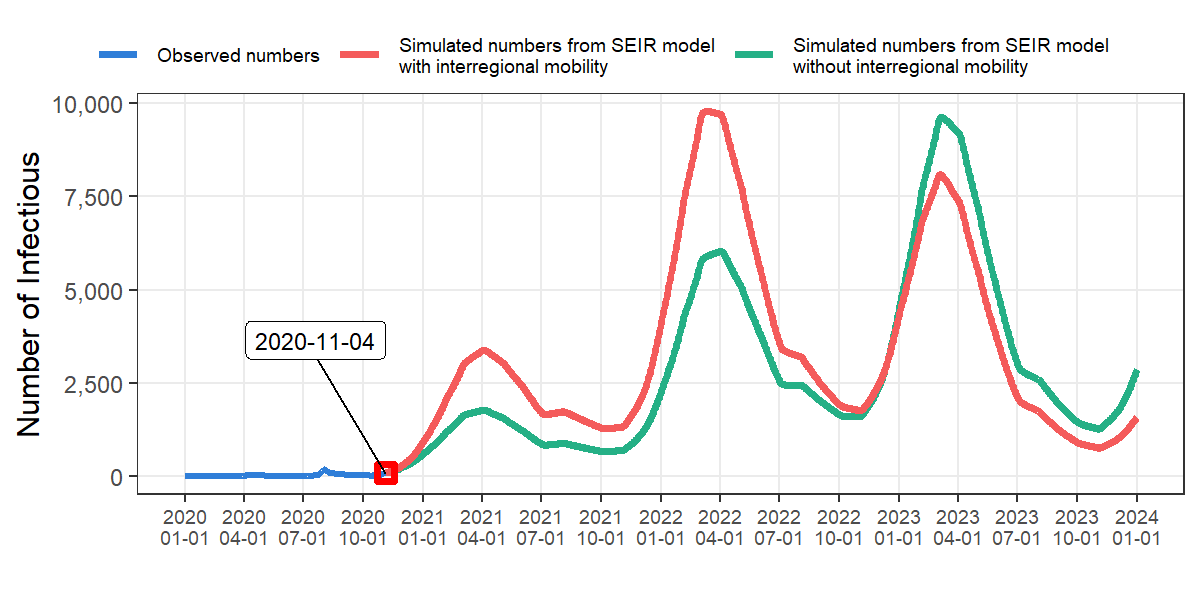 Observed numbers
Simulated numbers from SEIR model
with interregional mobility
Simulated numbers from SEIR model
without interregional mobility
Number of Infectious
10,000
7,500
5,000
2,500
0
2020-11-04
2020 2020 2020 2020 2021 2021 2021 2021 2022 2022 2022 2022 2023 2023 2023 2023 2024
01-01 04-01 07-01 10-01 01-01 04-01 07-01 10-01 01-01 04-01 07-01 10-01 01-01 04-01 07-01 10-01 01-01